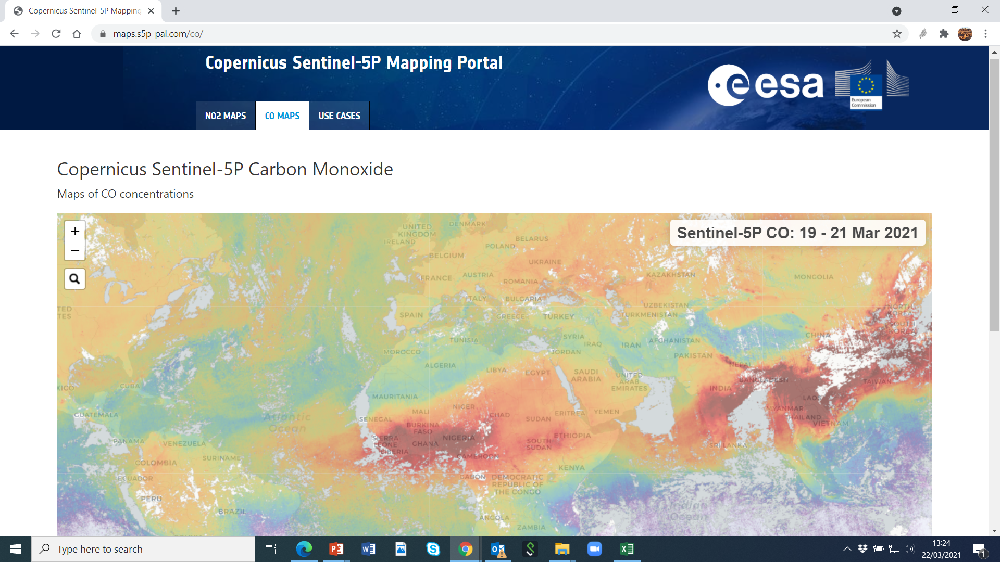 Copernicus Sentinel-5P Mapping
maps.s5p-pal.com/co/
Copernicus Sentinel-5P Mapping Portal
esa
European
Commission
NO2 MAPS
CO MAPS
USE CASES
Copernicus Sentinel-5P Carbon Monoxide
Maps of CO concentrations
+
−
Sentinel-5P CO: 19 - 21 Mar 2021
UNITED
KINGDOM
DENMARK
IRELAND
BELARUS
POLAND
BELGIUM
UKRAINE
FRANCE
AUSTRIA
ROMANIA
KAZAKHSTAN
MONGOLIA
ITALY
BULGARIA
UZBEKISTAN
TED
TES
SPAIN
GREECE
TURKEY
TURKMENISTAN
NORTH
KOREA
SOUTH
KOREA
TUNISIA
SYRIA
IRAQ
IRAN
AFGHANISTAN
CHINA
MOROCCO
JORDAN
PAKISTAN
ALGERIA
LIBYA
EGYPT
SAUDI
ARABIA
NEPAL
UNITED
ARAB
EMIRATES
BANGLADESH
TAIWAN
XICO
CUBA
INDIA
MAURITANIA
LAOS
GUATEMALA
Atlantic
Ocean
MALI
NIGER
CHAD
SUDAN
ERITREA
YEMEN
MYANMAR
THAILAND
VIETNAM
SENEGAL
BURKINA
FASO
SIERRA
LEONE
LIBERIA
GHANA
NIGERIA
SOUTH
SUDAN
ETHIOPIA
SRI LANKA
PANAMA
VENEZUELA
SURINAME
CAMEROON
COLOMBIA
KENYA
ECUADOR
GABON
DEMOCRATIC
REPUBLIC OF
THE CONGO
PERU
BRAZIL
Indian
Ocean
ANGOLA
ZAMBIA
Type here to search
13:24
22/03/2021
1